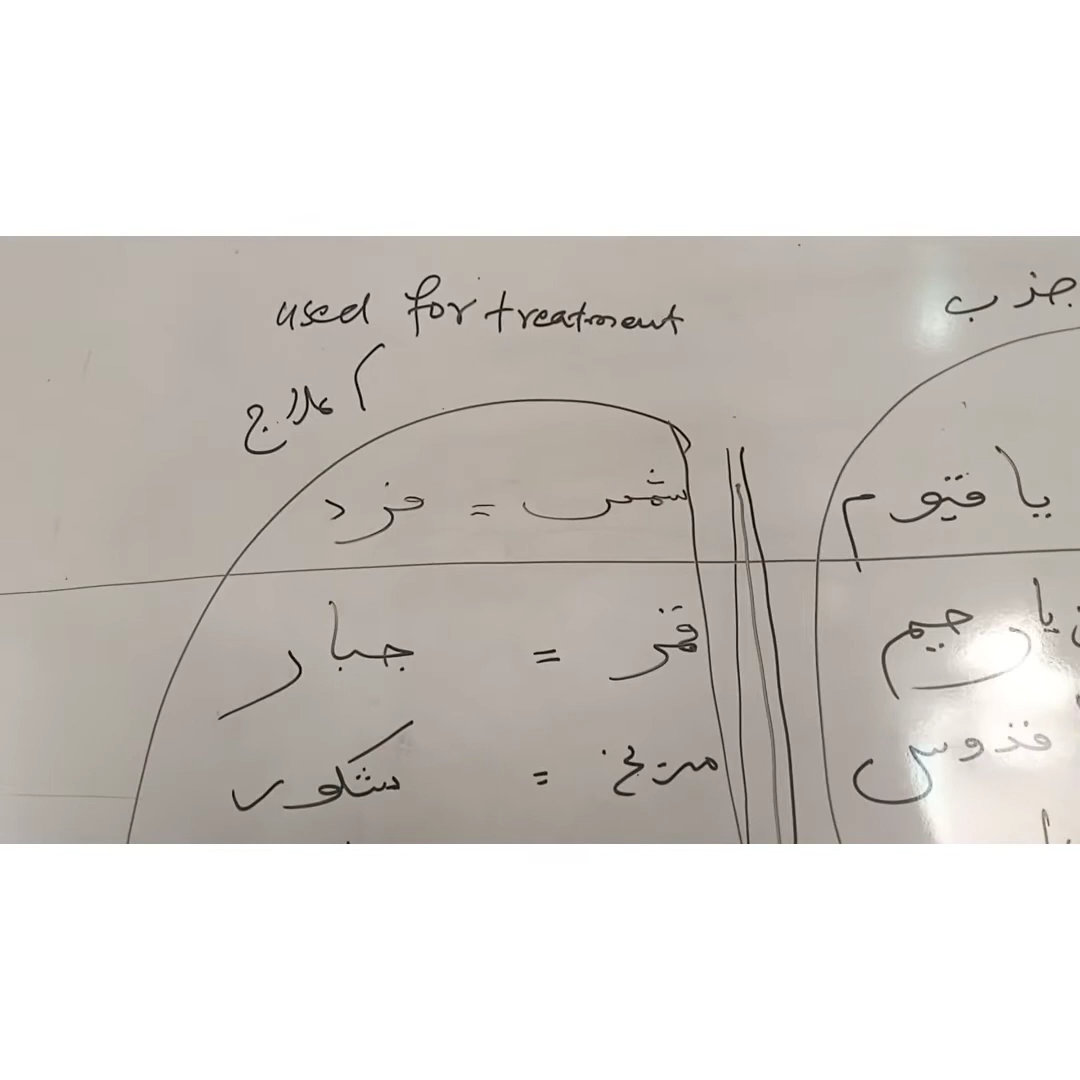 used for treatment
علاج
شمس = فرد
قمر = جبار
مریخ = شکور
جذب
یا قیوم
یا رحیم
قدوس